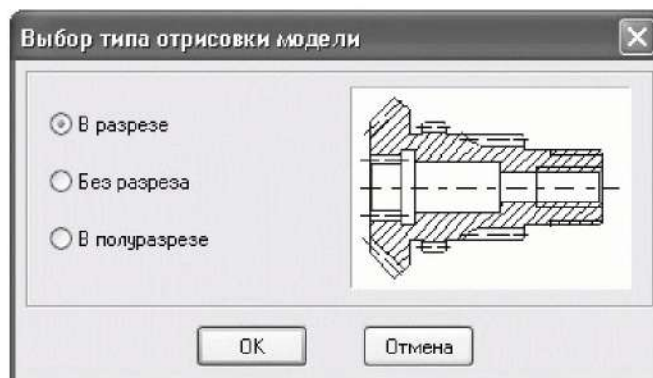 Выбор типа отрисовки модели
В разрезе
Без разреза
В полуразрезе
OK
Отмена